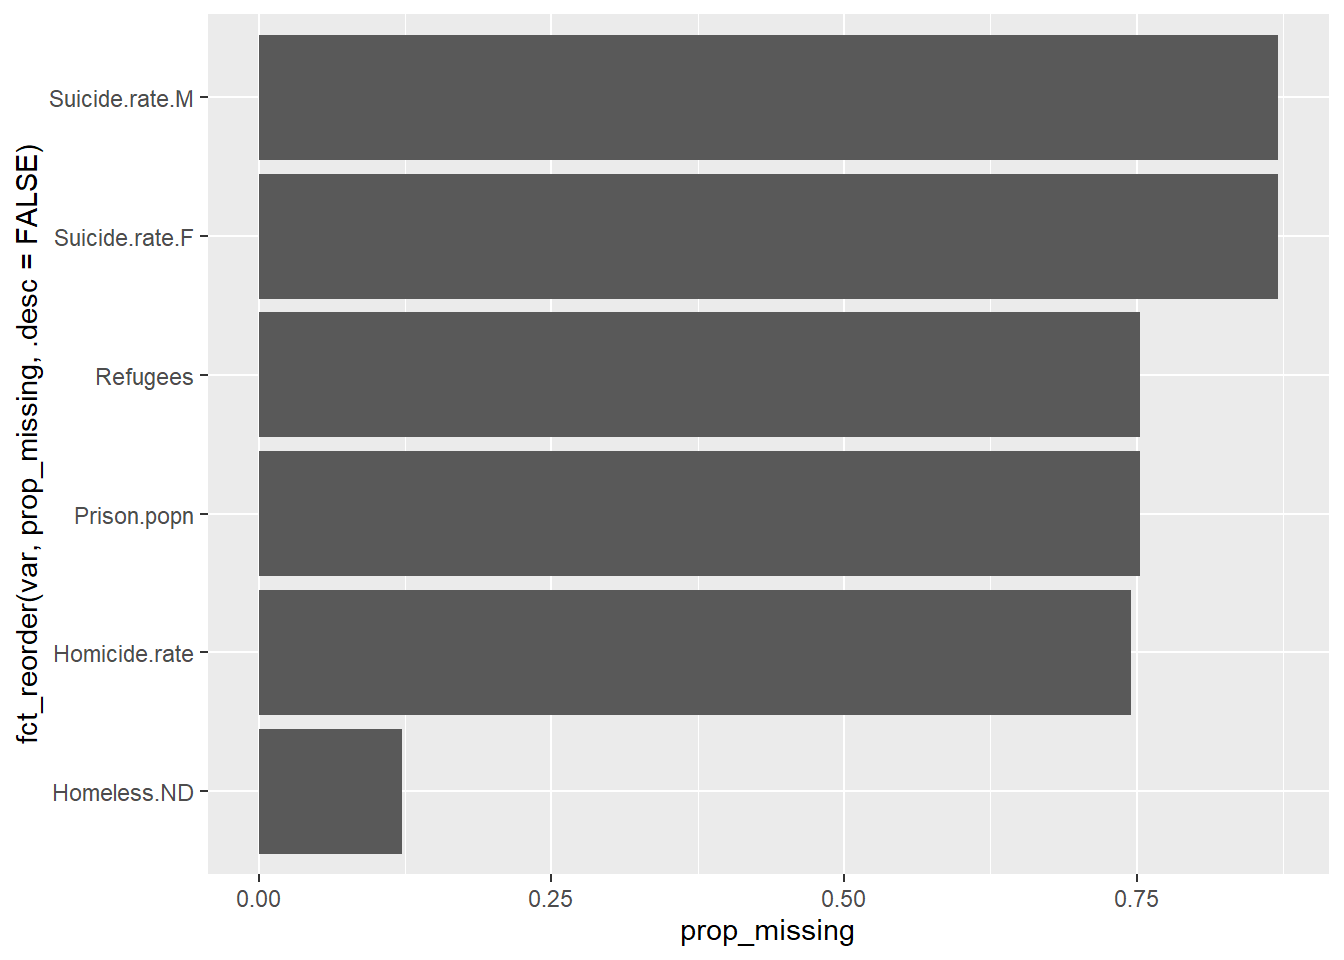 Suicide.rate.M
Suicide.rate.F
Refugees
Prison.popn
Homicide.rate
Homeless.ND
fct_reorder(var, prop_missing, .desc = FALSE)
0.00
0.25
0.50
0.75
prop_missing